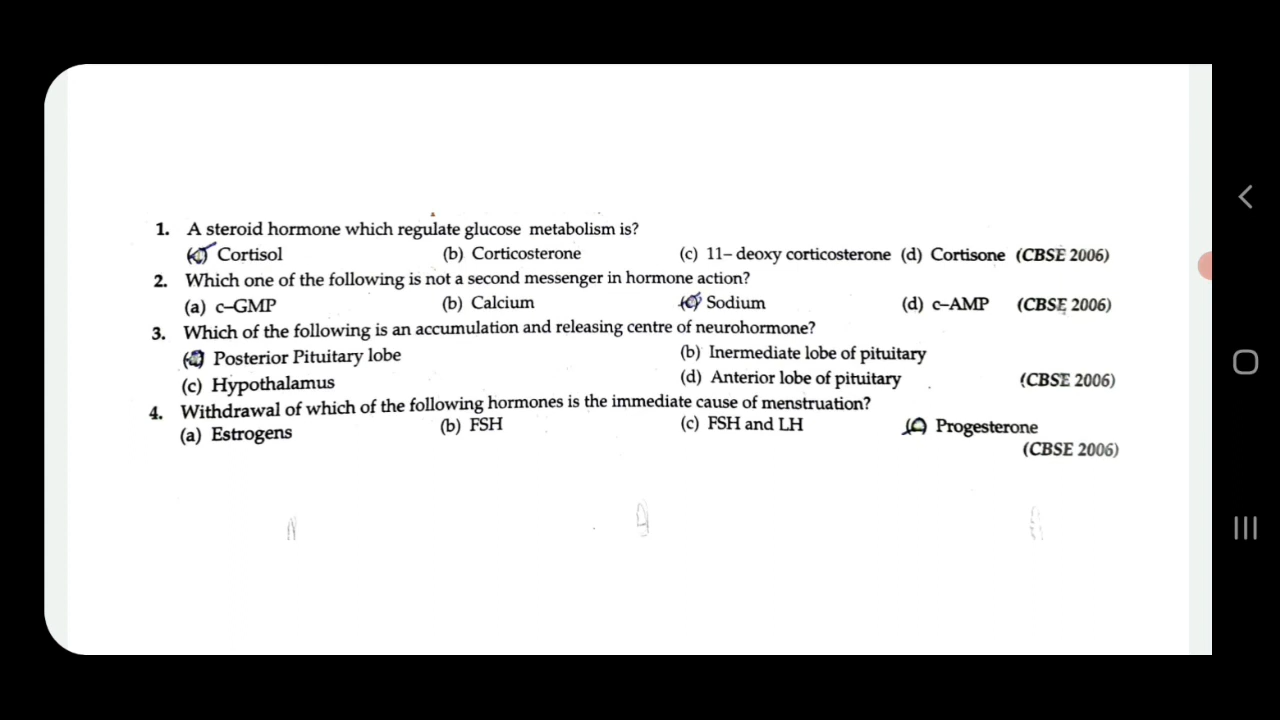 1. A steroid hormone which regulate glucose metabolism is?
(a) Cortisol (b) Corticosterone (c) 11– deoxy corticosterone (d) Cortisone (CBSE 2006)
2. Which one of the following is not a second messenger in hormone action?
(a) c–GMP (b) Calcium (c) Sodium (d) c–AMP (CBSE 2006)
3. Which of the following is an accumulation and releasing centre of neurohormone?
(a) Posterior Pituitary lobe (b) Inermediate lobe of pituitary
(c) Hypothalamus (d) Anterior lobe of pituitary (CBSE 2006)
4. Withdrawal of which of the following hormones is the immediate cause of menstruation?
(a) Estrogens (b) FSH (c) FSH and LH (d) Progesterone
(CBSE 2006)